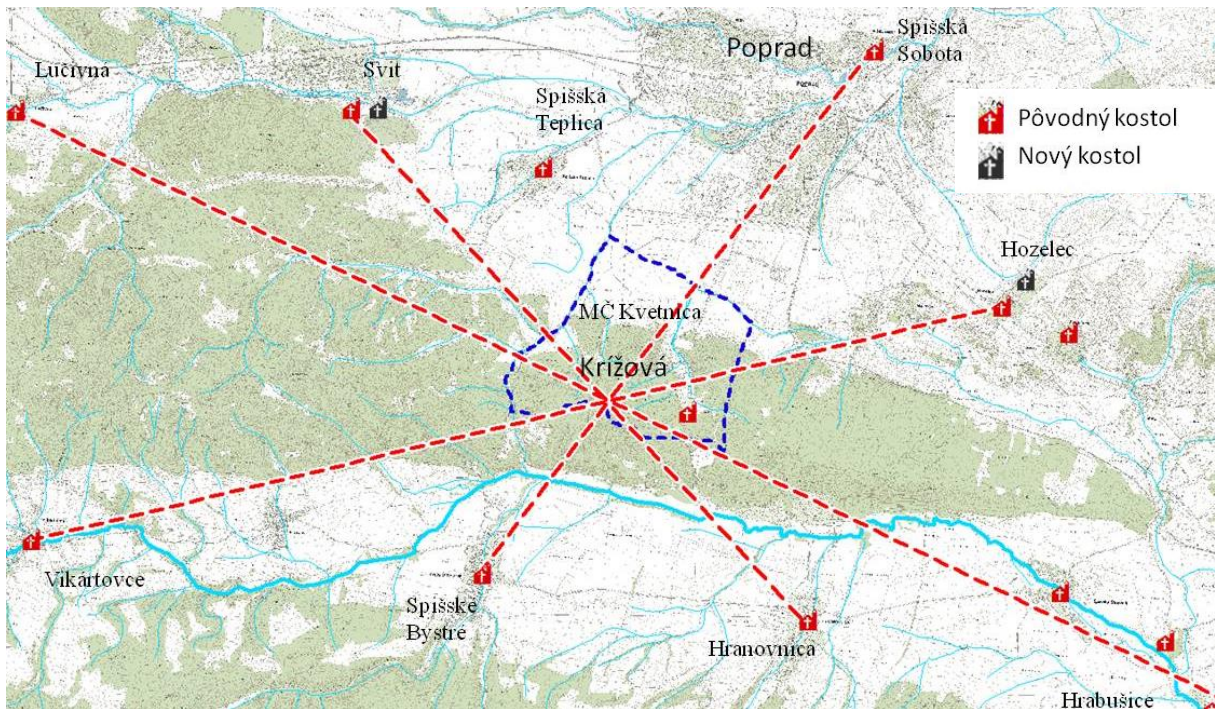 Lučivná
Svit
Poprad
Spišská
Sobota
Spišská
Teplica
Pôvodný kostol
Nový kostol
Hozelec
MČ Kvetnica
Krížová
Vikartovce
Spišské
Bystré
Hranovnica
Hrabušice